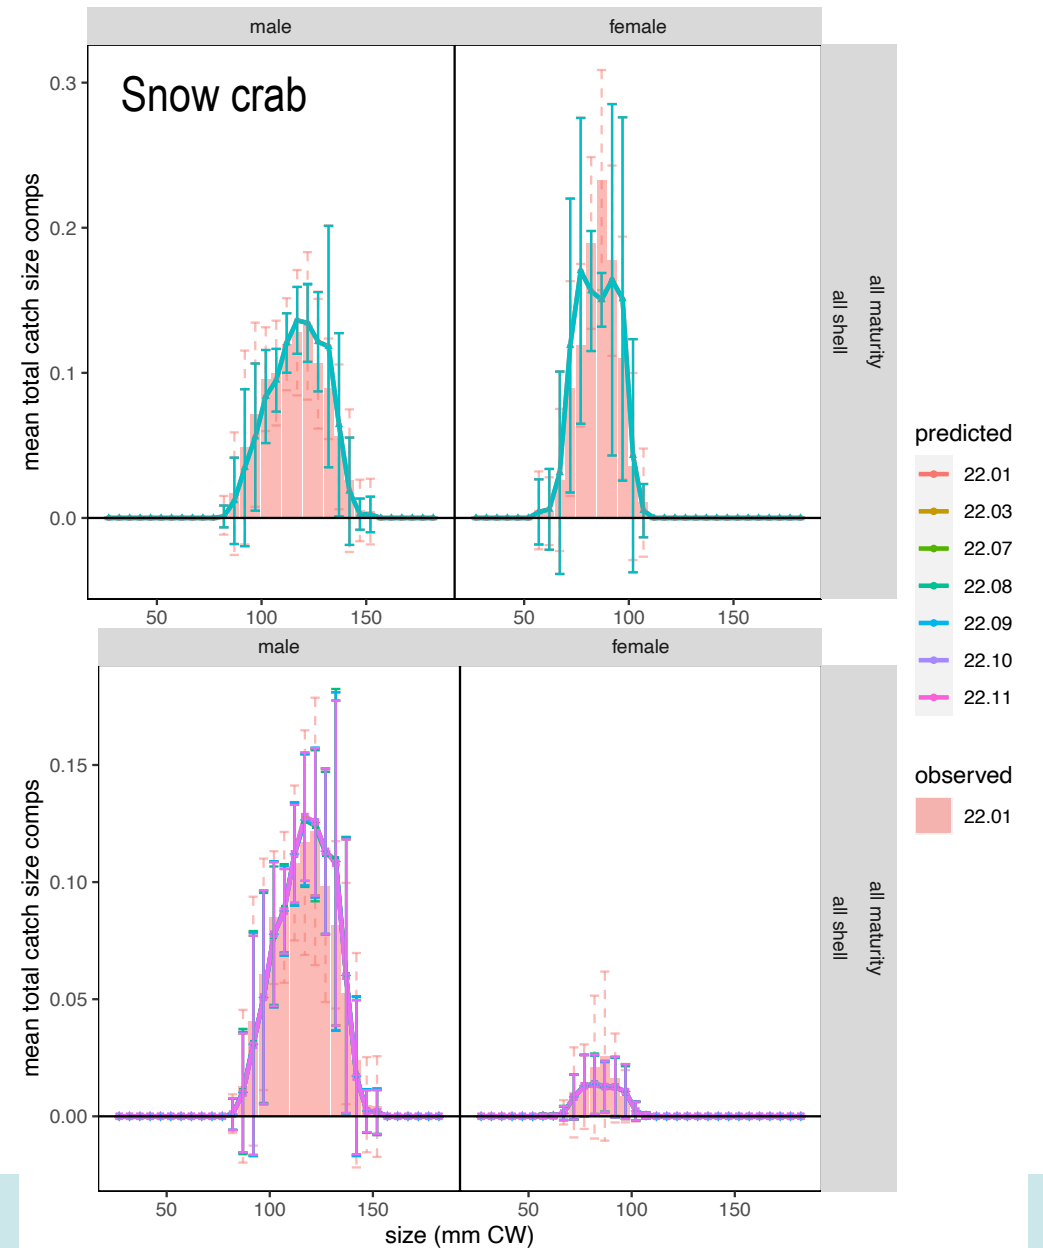 male female
Snow crab
mean total catch size comps
0.3
0.2
0.1
0.0
all maturity
all shell
50 100 150 50 100 150
male female
mean total catch size comps
0.15
0.10
0.05
0.00
all maturity
all shell
50 100 150 50 100 150
size (mm CW)
predicted
22.01
22.03
22.07
22.08
22.09
22.10
22.11
observed
22.01